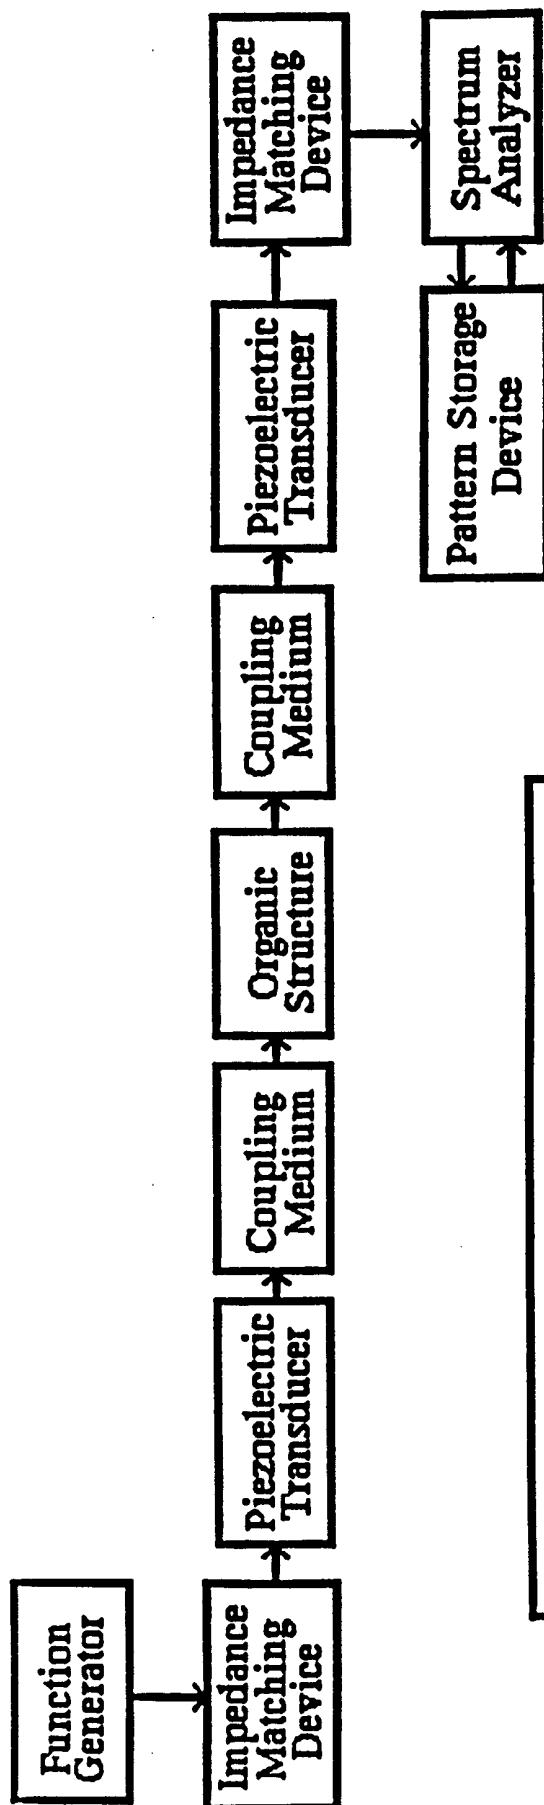 Function
Generator
Impedance
Matching
Device
Piezoelectric
Transducer
Coupling
Medium
Organic
Structure
Coupling
Medium
Piezoelectric
Transducer
Impedance
Matching
Device
Spectrum
Analyzer
Pattern Storage
Device